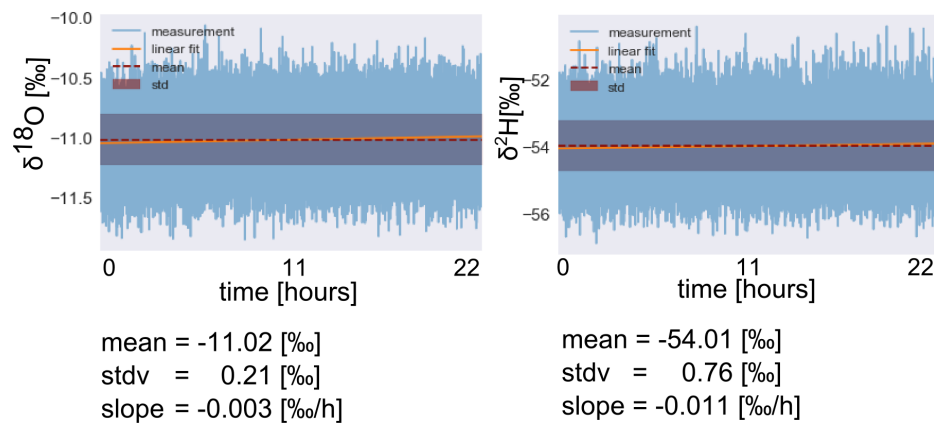 −10.0
−10.5
−11.0
−11.5
δ¹⁸O [‰]
measurement
linear fit
mean
std
0 11 22
time [hours]
mean = -11.02 [‰]
stdv = 0.21 [‰]
slope = -0.003 [‰/h]
−52
−54
−56
δ²H[‰]
measurement
linear fit
mean
std
0 11 22
time [hours]
mean = -54.01 [‰]
stdv = 0.76 [‰]
slope = -0.011 [‰/h]